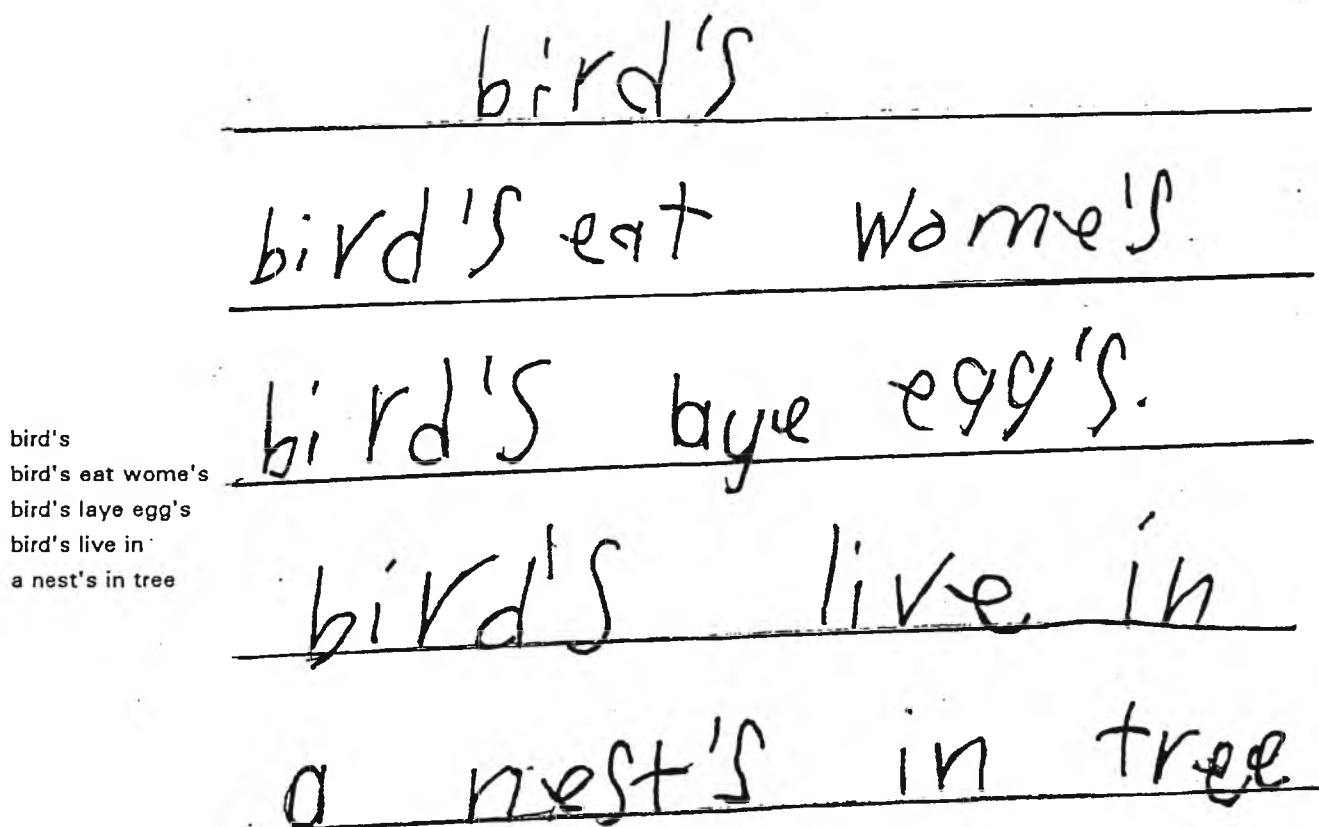 bird's
bird's eat wome's.
bird's laye egg's.
bird's live in
a nest's in tree
bird's
bird's eat wome's
bird's laye egg's
bird's live in
a nest's in tree